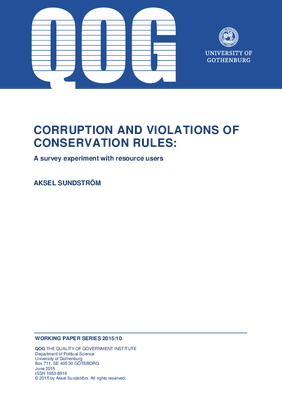 QOG
UNIVERSITY OF
GOTHENBURG
CORRUPTION AND VIOLATIONS OF
CONSERVATION RULES:
A survey experiment with resource users
AKSEL SUNDSTRÖM
WORKING PAPER SERIES 2015:10
QOG THE QUALITY OF GOVERNMENT INSTITUTE
Department of Political Science
University of Gothenburg
Box 711, SE 405 30 GÖTEBORG
June 2015
ISSN 1653-8919
© 2015 by Aksel Sundström. All rights reserved.